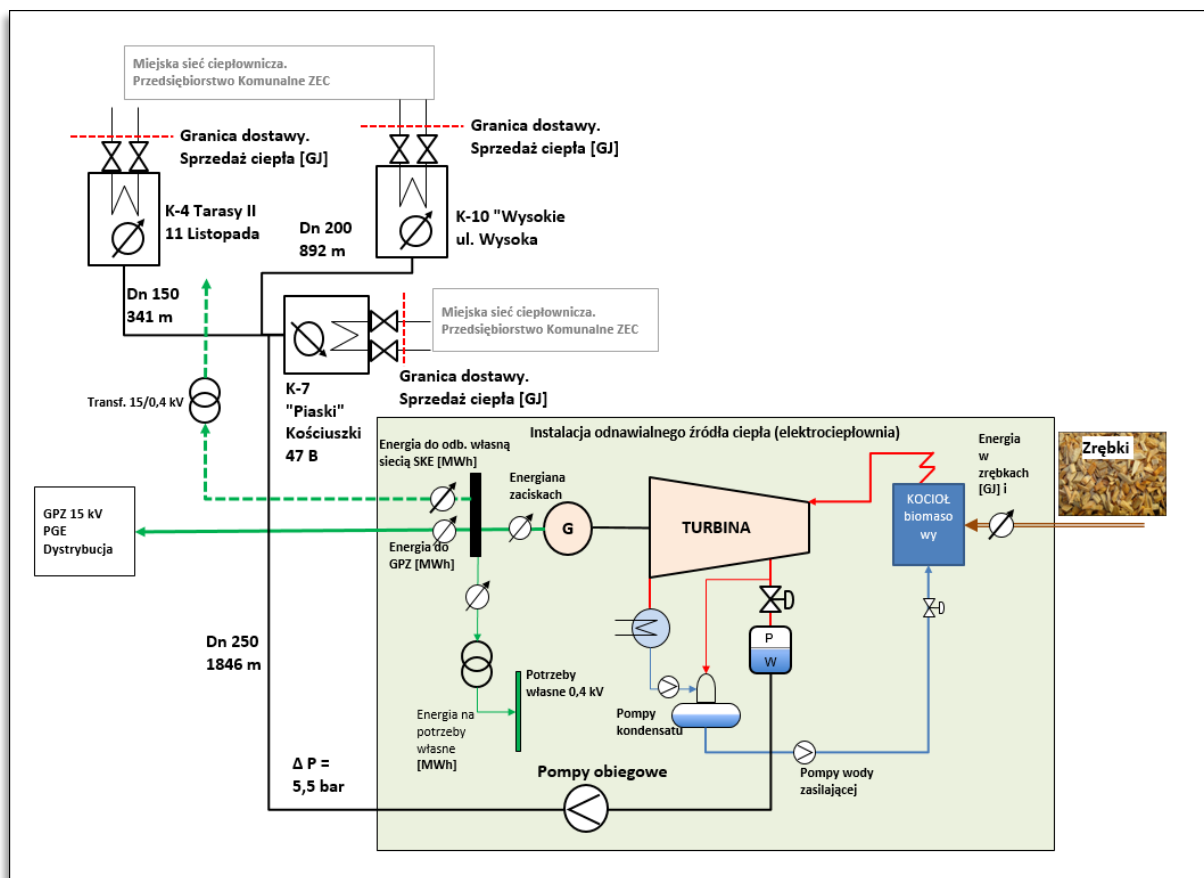 Miejska sieć ciepłownicza.
Przedsiębiorstwo Komunalne ZEC
Granica dostawy.
Sprzedaż ciepła [GJ]
Granica dostawy.
Sprzedaż ciepła [GJ]
K-4 Tarasy II
11 Listopada
Dn 200
892 m
K-10 "Wysokie
ul. Wysoka
Dn 150
341 m
Miejska sieć ciepłownicza.
Przedsiębiorstwo Komunalne ZEC
Granica dostawy.
Sprzedaż ciepła [GJ]
K-7
"Piaski"
Kościuszki
47 B
Transf. 15/0,4 kV
Instalacja odnawialnego źródła ciepła (elektrociepłownia)
Energia do odb. własną
siecią SKE [MWh]
Energiana
zaciskach
Energia
w
zrębkach
[GJ] i
Zrębki
KOCIOŁ
biomaso
wy
TURBINA
G
GPZ 15 kV
PGE
Dystrybucja
Energia do
GPZ [MWh]
P
W
Dn 250
1846 m
Potrzeby
własne 0,4 kV
Pompy
kondensatu
Energia na
potrzeby
własne
[MWh]
Pompy wody
zasilającej
Δ P =
5,5 bar
Pompy obiegowe